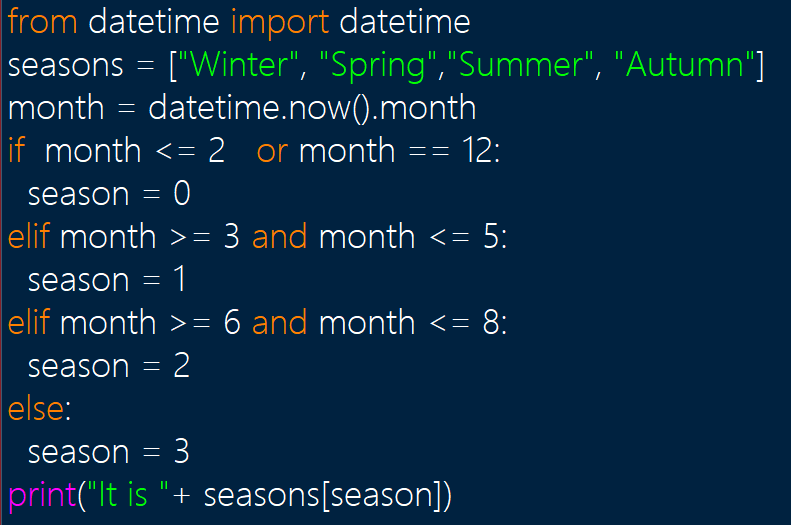 from datetime import datetime
seasons = ["Winter", "Spring","Summer", "Autumn"]
month = datetime.now().month
if  month <= 2   or month == 12:
  season = 0
elif month >= 3 and month <= 5:
  season = 1
elif month >= 6 and month <= 8:
  season = 2
else:
  season = 3
print("It is "+ seasons[season])